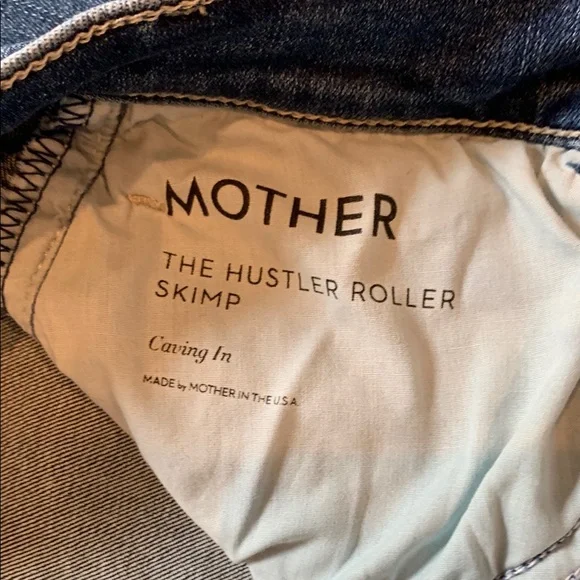 MOTHER
THE HUSTLER ROLLER
SKIMP
Caving In
MADE by MOTHER IN THE U.S.A.